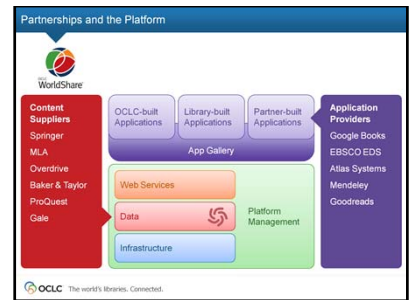 Partnerships and the Platform
OCLC
WorldShare
Content
Suppliers
Springer
MLA
Overdrive
Baker & Taylor
ProQuest
Gale
OCLC-built
Applications
Library-built
Applications
Partner-built
Applications
App Gallery
Web Services
Data
Infrastructure
Platform
Management
Application
Providers
Google Books
EBSCO EDS
Atlas Systems
Mendeley
Goodreads
OCLC The world's libraries. Connected.